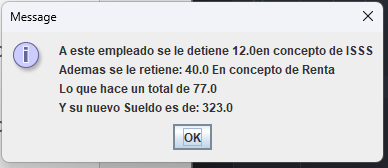 Message
A este empleado se le detiene 12.0en concepto de ISSS
Ademas se le retiene: 40.0 En concepto de Renta
Lo que hace un total de 77.0
Y su nuevo Sueldo es de: 323.0
OK